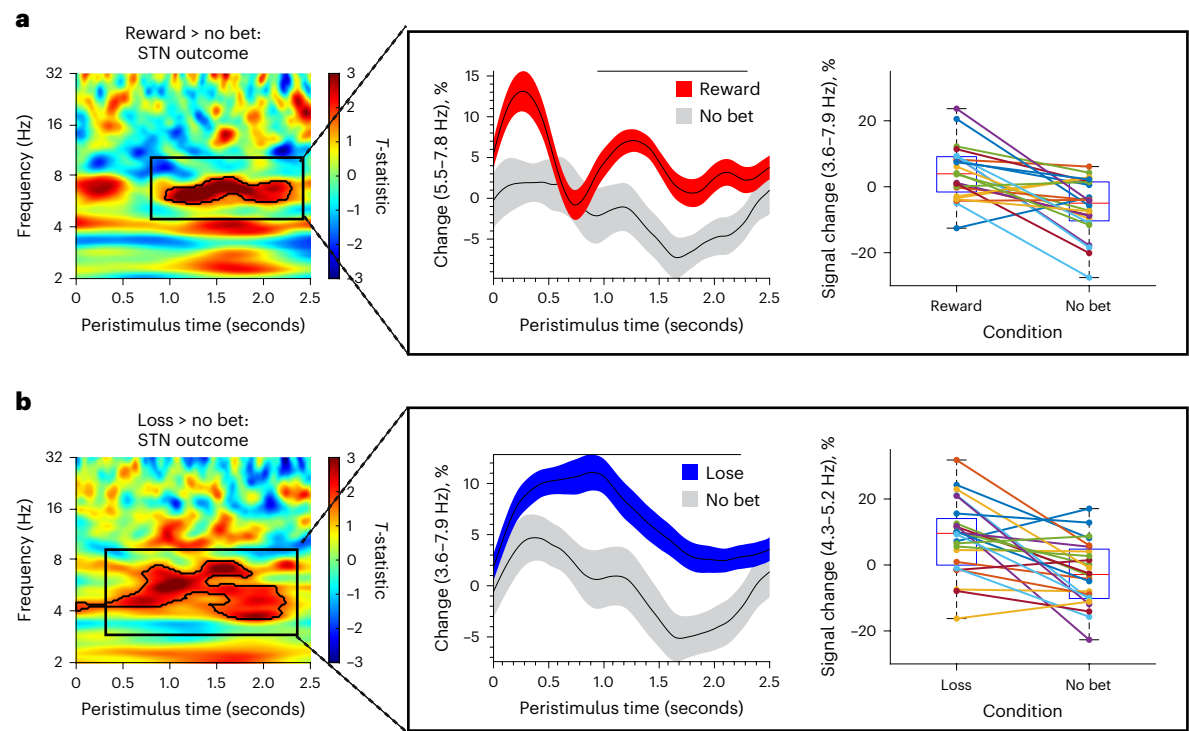 a
Reward > no bet:
STN outcome
32
16
8
4
2
Frequency (Hz)
0
0.5
1.0
1.5
2.0
2.5
Peristimulus time (seconds)
3
2
1
0
−1
−2
−3
T-statistic
15
10
5
0
−5
Change (5.5–7.8 Hz), %
Reward
No bet
0
0.5
1.0
1.5
2.0
2.5
Peristimulus time (seconds)
20
0
−20
Signal change (3.6–7.9 Hz), %
Reward
No bet
Condition
b
Loss > no bet:
STN outcome
32
16
8
4
2
Frequency (Hz)
0
0.5
1.0
1.5
2.0
2.5
Peristimulus time (seconds)
3
2
1
0
−1
−2
−3
T-statistic
10
5
0
−5
Change (3.6–7.9 Hz), %
Lose
No bet
0
0.5
1.0
1.5
2.0
2.5
Peristimulus time (seconds)
20
0
−20
Signal change (4.3–5.2 Hz), %
Loss
No bet
Condition